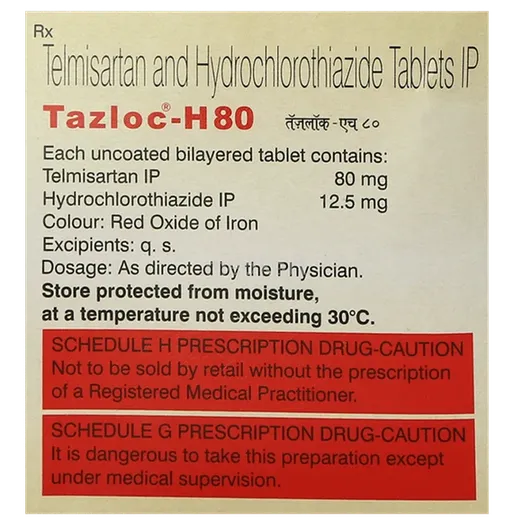 Rx
Telmisartan and Hydrochlorothiazide Tablets IP
Tazloc®-H80 तॅज़लॉक-एच ८०
Each uncoated bilayered tablet contains:
Telmisartan IP 80 mg
Hydrochlorothiazide IP 12.5 mg
Colour: Red Oxide of Iron
Excipients: q. s.
Dosage: As directed by the Physician.
Store protected from moisture,
at a temperature not exceeding 30°C.
SCHEDULE H PRESCRIPTION DRUG-CAUTION
Not to be sold by retail without the prescription
of a Registered Medical Practitioner.
SCHEDULE G PRESCRIPTION DRUG-CAUTION
It is dangerous to take this preparation except
under medical supervision.